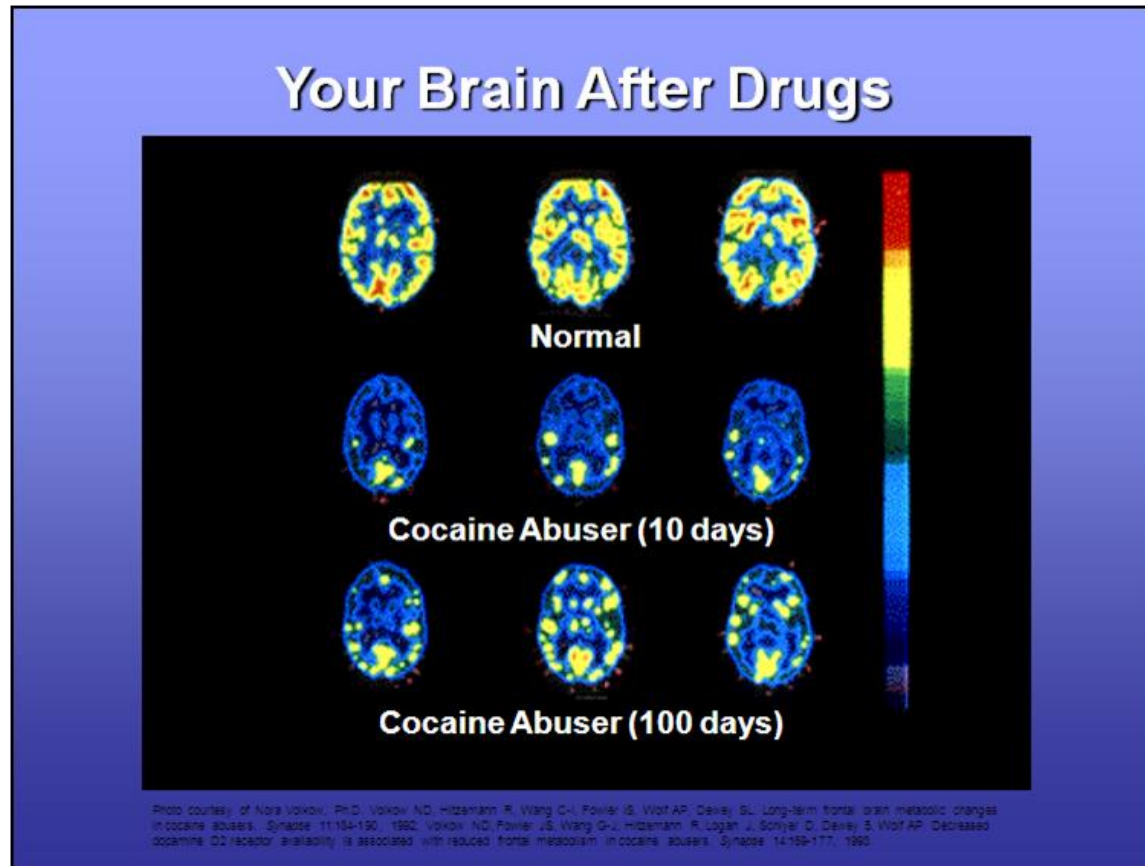 Your Brain After Drugs
Normal
Cocaine Abuser (10 days)
Cocaine Abuser (100 days)
Photo courtesy of Nora Volkow, Ph.D. Volkow ND, Hitzemann R, Wang C-I, Fowler JS, Wolf AP, Dewey SL. Long-term frontal brain metabolic changes
in cocaine abusers. Synapse 11:184-190, 1992. Volkow ND, Fowler JS, Wang G-J, Hitzemann R, Logan J, Schlyer D, Dewey S, Wolf AP. Decreased
dopamine D2 receptor availability is associated with reduced frontal metabolism in cocaine abusers. Synapse 14:169-177, 1993.